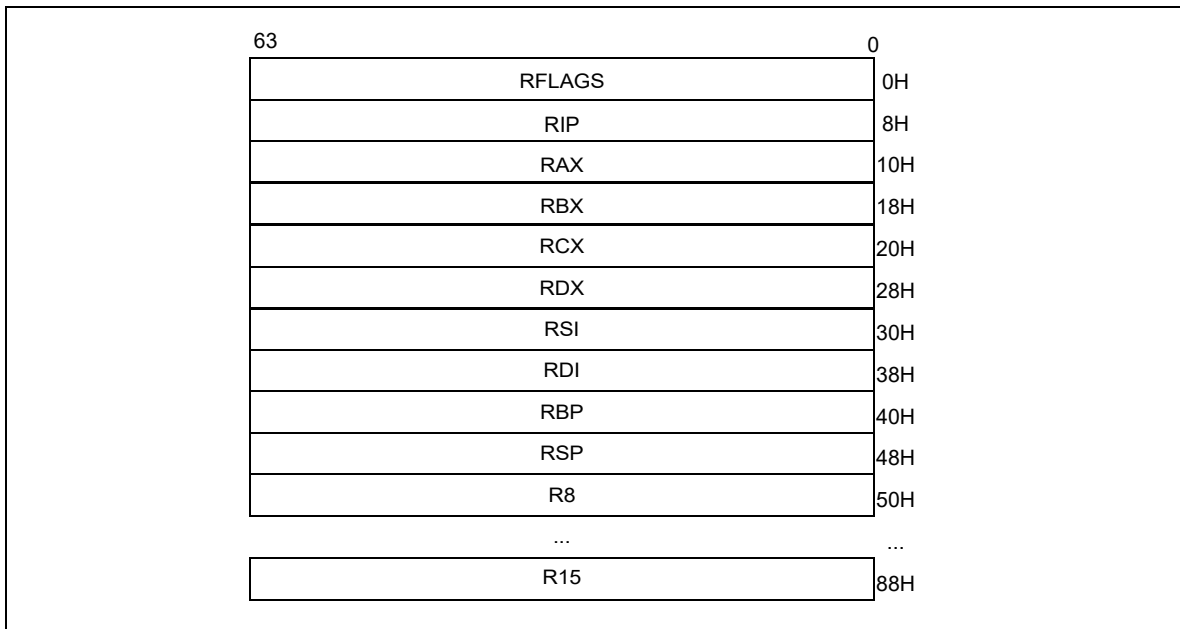 63 0
RFLAGS 0H
RIP 8H
RAX 10H
RBX 18H
RCX 20H
RDX 28H
RSI 30H
RDI 38H
RBP 40H
RSP 48H
R8 50H
... ...
R15 88H